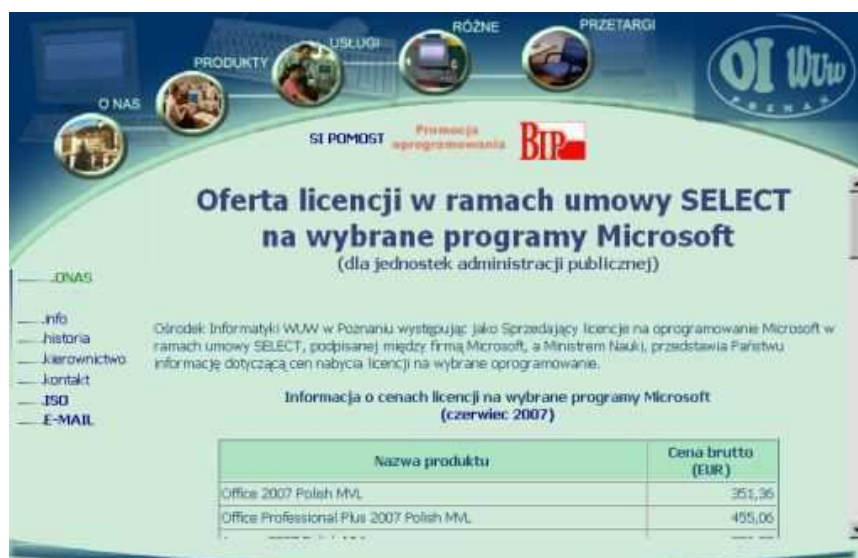 O NAS
PRODUKTY
USŁUGI
RÓŻNE
PRZETARGI
OI WUW
POZNAŃ
SI POMOST
Promocja
oprogramowania
BIP
Oferta licencji w ramach umowy SELECT
na wybrane programy Microsoft
(dla jednostek administracji publicznej)
.ONAS
.info
.historia
.kierownictwo
.kontakt
.ISO
.E-MAIL
Ośrodek Informatyki WUW w Poznaniu występując jako Sprzedający licencje na oprogramowanie Microsoft w
ramach umowy SELECT, podpisanej między firmą Microsoft, a Ministrem Nauki, przedstawia Państwu
informację dotyczącą cen nabycia licencji na wybrane oprogramowanie.
Informacja o cenach licencji na wybrane programy Microsoft
(czerwiec 2007)
Nazwa produktu
Cena brutto
(EUR)
Office 2007 Polish MVL
351,36
Office Professional Plus 2007 Polish MVL
455,06